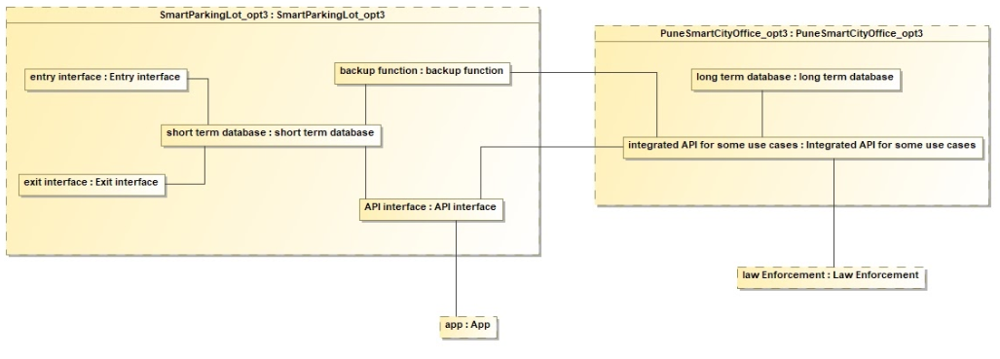 SmartParkingLot_opt3 : SmartParkingLot_opt3
entry interface : Entry interface
backup function : backup function
short term database : short term database
exit interface : Exit interface
API interface : API interface
app : App
PuneSmartCityOffice_opt3 : PuneSmartCityOffice_opt3
long term database : long term database
integrated API for some use cases : Integrated API for some use cases
law Enforcement : Law Enforcement